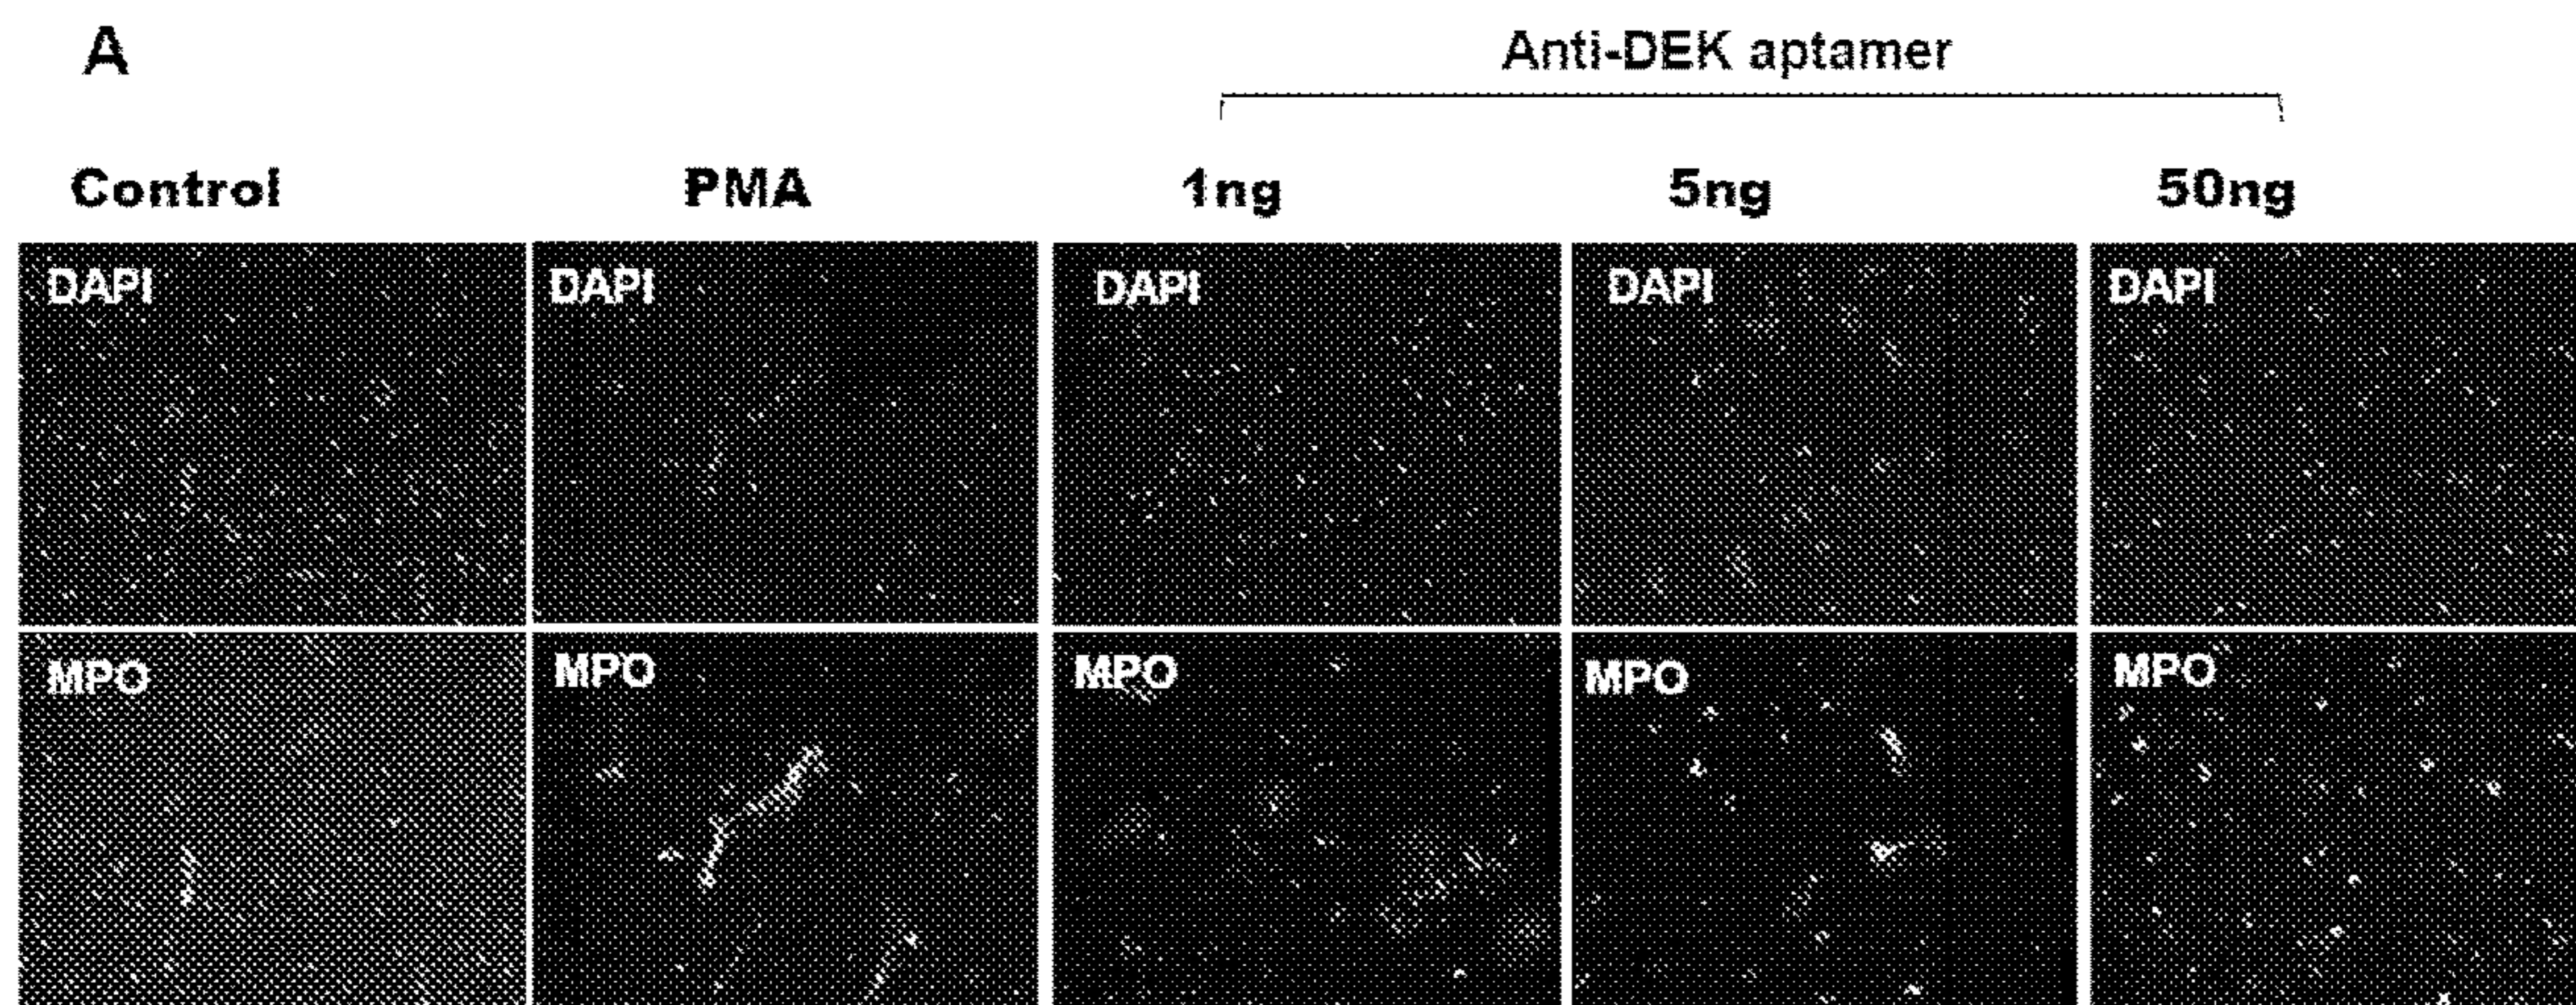 A
Anti-DEK aptamer
Control PMA 1ng 5ng 50ng
DAPI DAPI DAPI DAPI DAPI
MPO MPO MPO MPO MPO